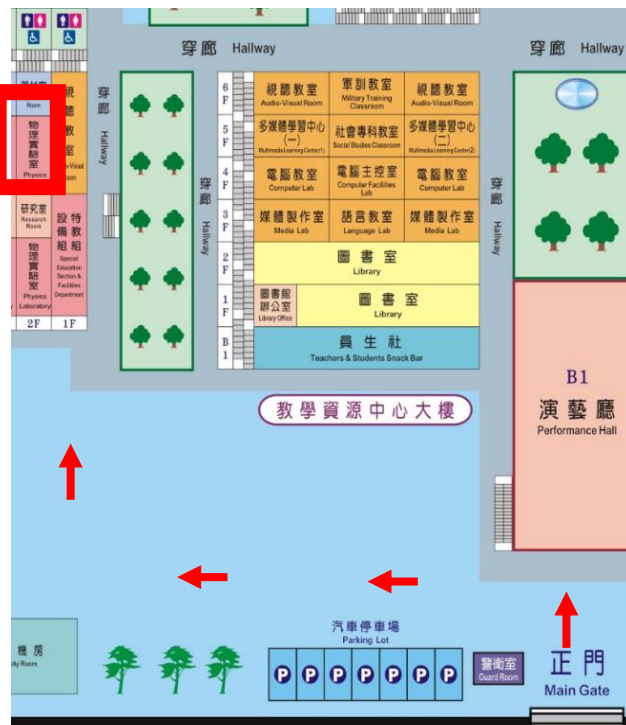 穿廊 Hallway
穿廊 Hallway
Room
物理實驗室
Physics
視聽教室
Audio-Visual
Room
研究室
Research
Room
物理實驗室
Physics
Laboratory
設備組
特教組
Special
Education
Section &
Facilities
Department
2F
1F
穿廊 Hallway
穿廊 Hallway
穿廊 Hallway
6F
視聽教室
Audio-Visual Room
軍訓教室
Military Training
Classroom
視聽教室
Audio-Visual Room
5F
多媒體學習中心
(一)
Multimedia Learning Center(1)
社會專科教室
Social Studies Classroom
多媒體學習中心
(二)
Multimedia Learning Center(2)
4F
電腦教室
Computer Lab
電腦主控室
Computer Facilities
Lab
電腦教室
Computer Lab
3F
媒體製作室
Media Lab
語言教室
Language Lab
媒體製作室
Media Lab
2F
圖書室
Library
1F
圖書館
辦公室
Library Office
圖書室
Library
B1
員生社
Teachers & Students Snack Bar
教學資源中心大樓
B1
演藝廳
Performance Hall
機房
ity Room
汽車停車場
Parking Lot
P P P P P P P
警衛室
Guard Room
正門
Main Gate